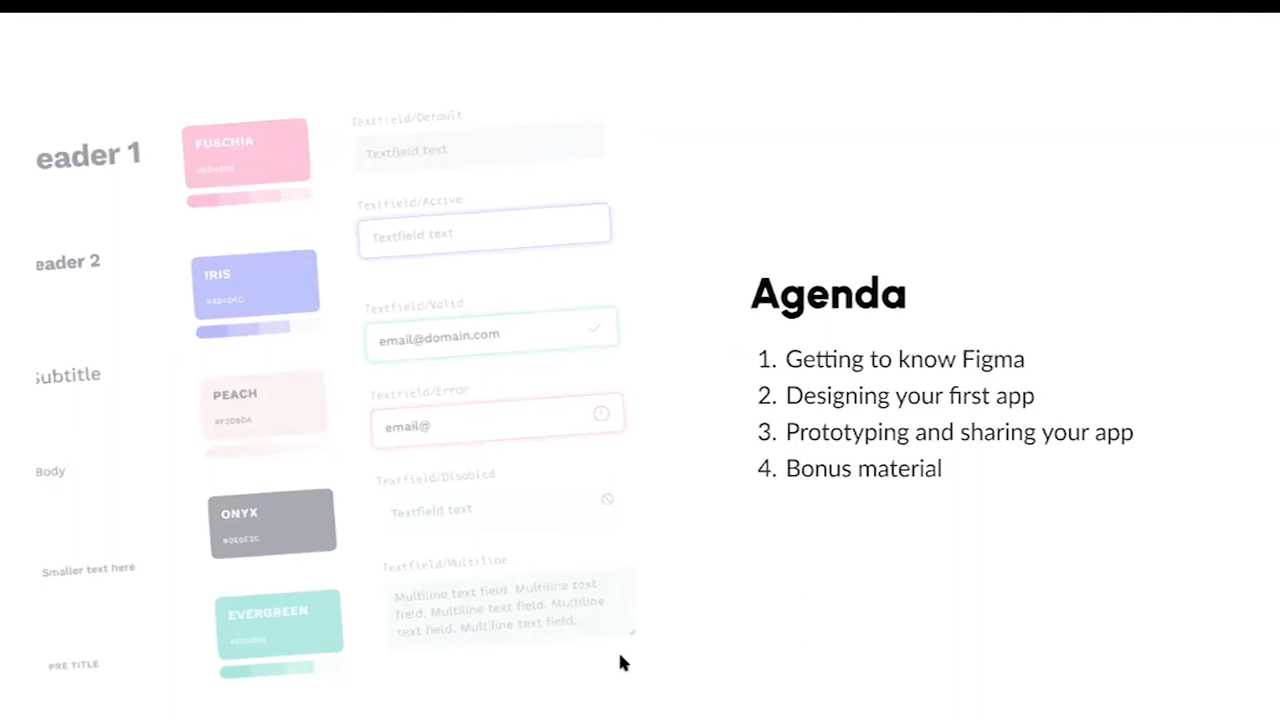 eader 1
eader 2
Subtitle
Body
Smaller text here
PRE TITLE
FUSCHIA
IRIS
PEACH
ONYX
EVERGREEN
Textfield/Default
Textfield text
Textfield/Active
Textfield text
Textfield/Valid
email@domain.com
Textfield/Error
email@
Textfield/Disabled
Textfield text
Textfield/Multiline
Multiline text field. Multiline text
field. Multiline text field. Multiline
text field. Multiline text field.
Agenda
1. Getting to know Figma
2. Designing your first app
3. Prototyping and sharing your app
4. Bonus material